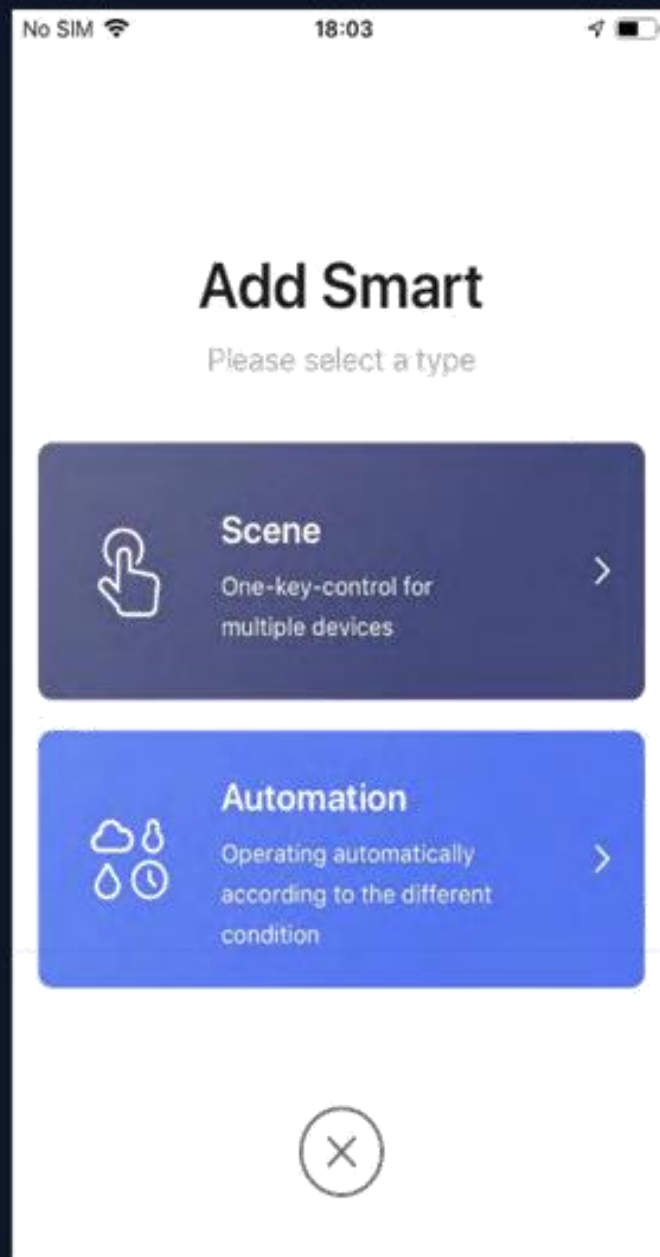 No SIM 18:03
Add Smart
Please select a type
Scene
One-key-control for
multiple devices
Automation
Operating automatically
according to the different
condition